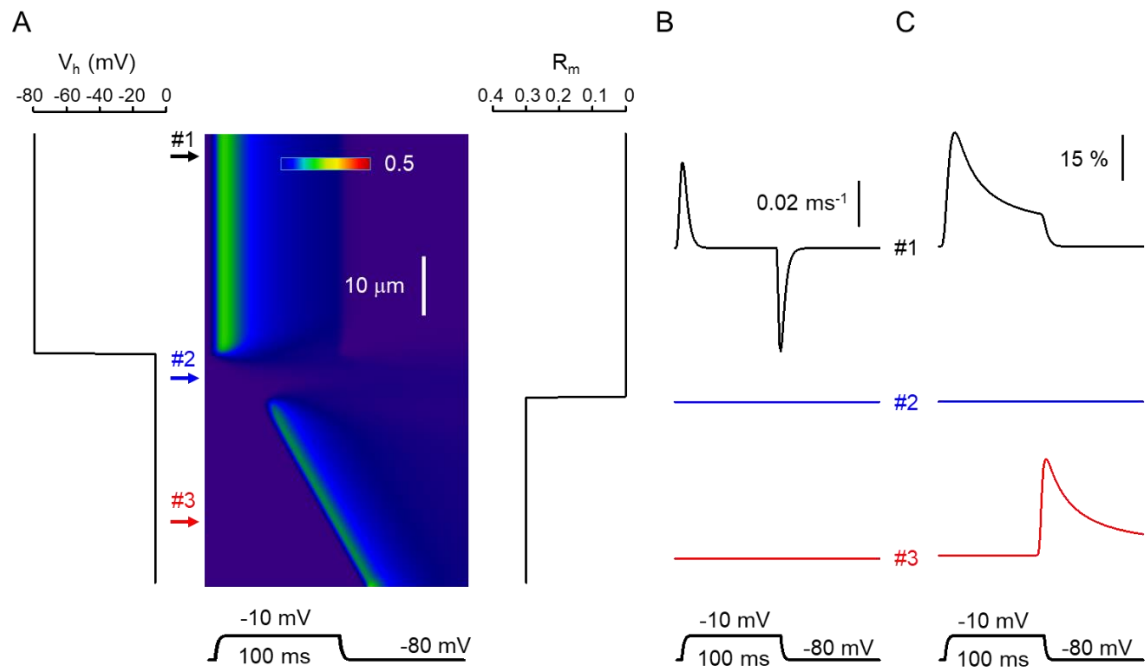 A
B
C
V_h (mV)
R_m
-80 -60 -40 -20 0
0.4 0.3 0.2 0.1 0
#1
0.5
15 %
0.02 ms⁻¹
#1
10 μm
#2
#2
#3
#3
-10 mV
-80 mV
100 ms
-10 mV
-80 mV
100 ms
-10 mV
-80 mV
100 ms